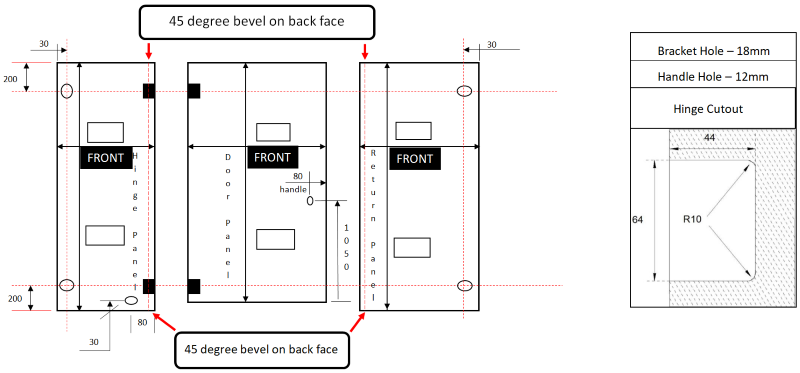 45 degree bevel on back face
30
30
200
Bracket Hole – 18mm
Handle Hole – 12mm
Hinge Cutout
44
64
R10
FRONT
FRONT
FRONT
Hinge Panel
Door Panel
Return Panel
80
handle
1050
200
80
30
45 degree bevel on back face